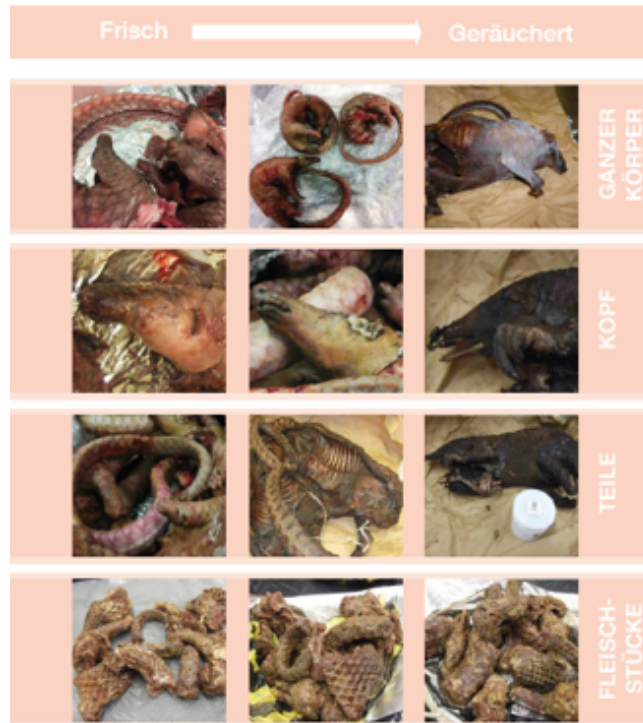 Frisch
Geräuchert
GANZER
KÖRPER
KOPF
TEILE
FLEISCH-
STÜCKE